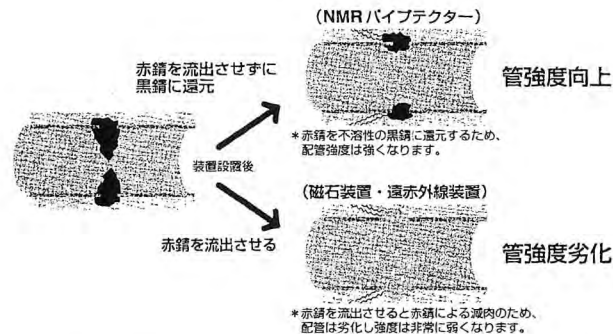 (NMRパイプテクター)
赤錆を流出させずに
黒錆に還元
管強度向上
*赤錆を不溶性の黒錆に還元するため、
配管強度は強くなります。
装置設置後
(磁石装置・遠赤外線装置)
赤錆を流出させる
管強度劣化
*赤錆を流出させると赤錆による減肉のため、
配管は劣化し強度は非常に弱くなります。